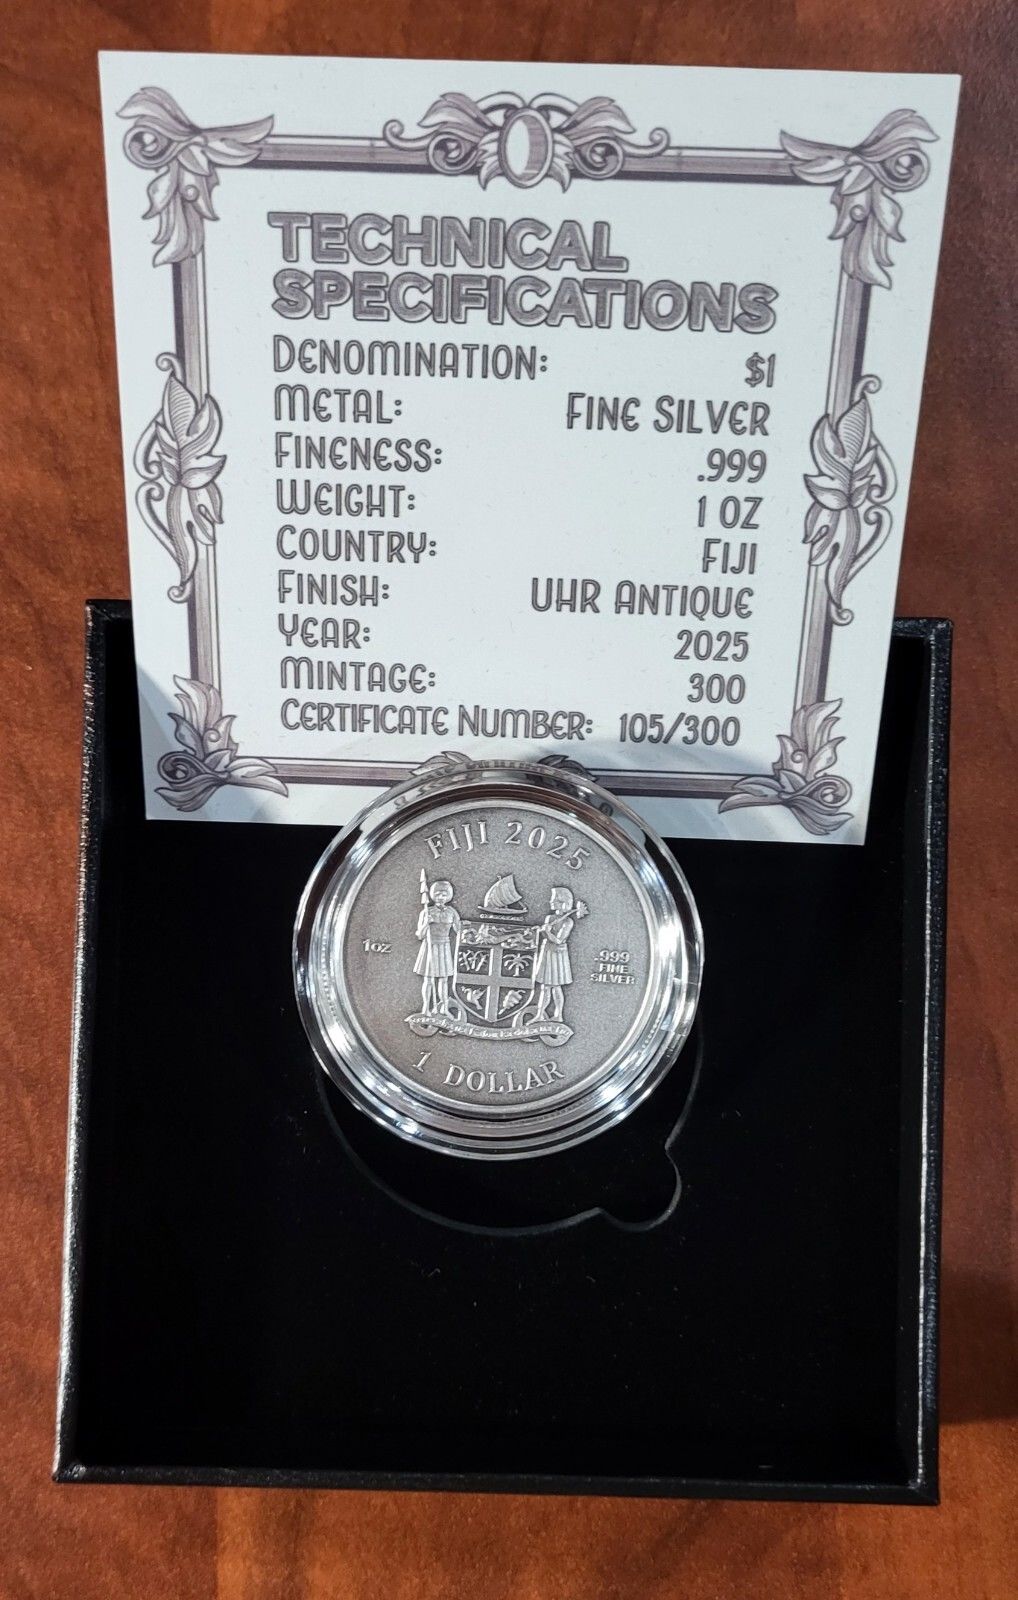 TECHNICAL
SPECIFICATIONS
DENOMINATION: $1
METAL: FINE SILVER
FINENESS: .999
WEIGHT: 1 OZ
COUNTRY: FIJI
FINISH: UHR ANTIQUE
YEAR: 2025
MINTAGE: 300
CERTIFICATE NUMBER: 105/300
FIJI 2025
1oz
.999
FINE
SILVER
1 DOLLAR